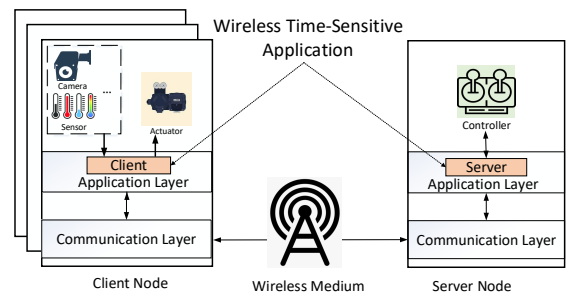 Wireless Time-Sensitive
Application
Camera
...
Sensor
Actuator
Client
Application Layer
Communication Layer
Client Node
Wireless Medium
Controller
Server
Application Layer
Communication Layer
Server Node